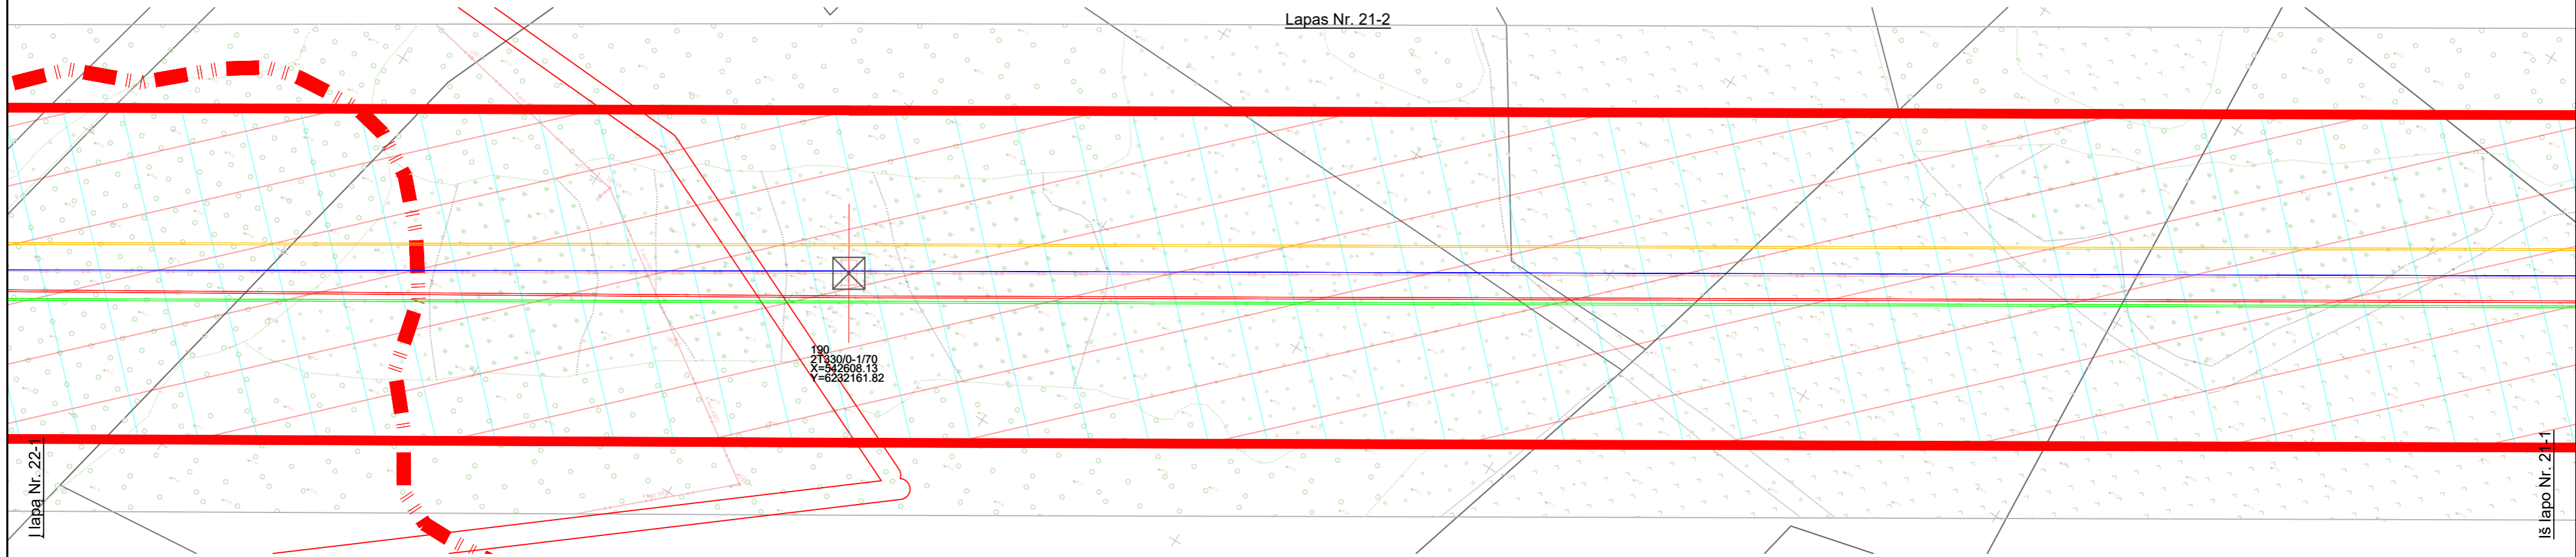 Lapas Nr. 21-2
190
2T330/0-1/70
X=542608.13
Y=6232161.82
Į lapą Nr. 22-1
Iš lapo Nr. 21-1